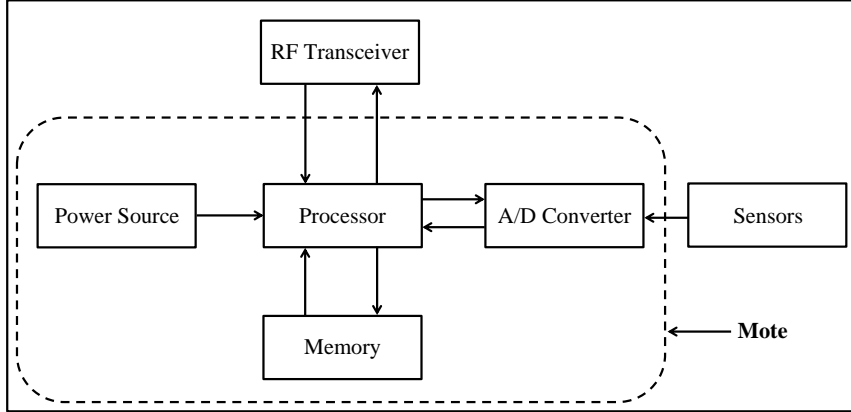 RF Transceiver
Power Source
Processor
A/D Converter
Sensors
Mote
Memory